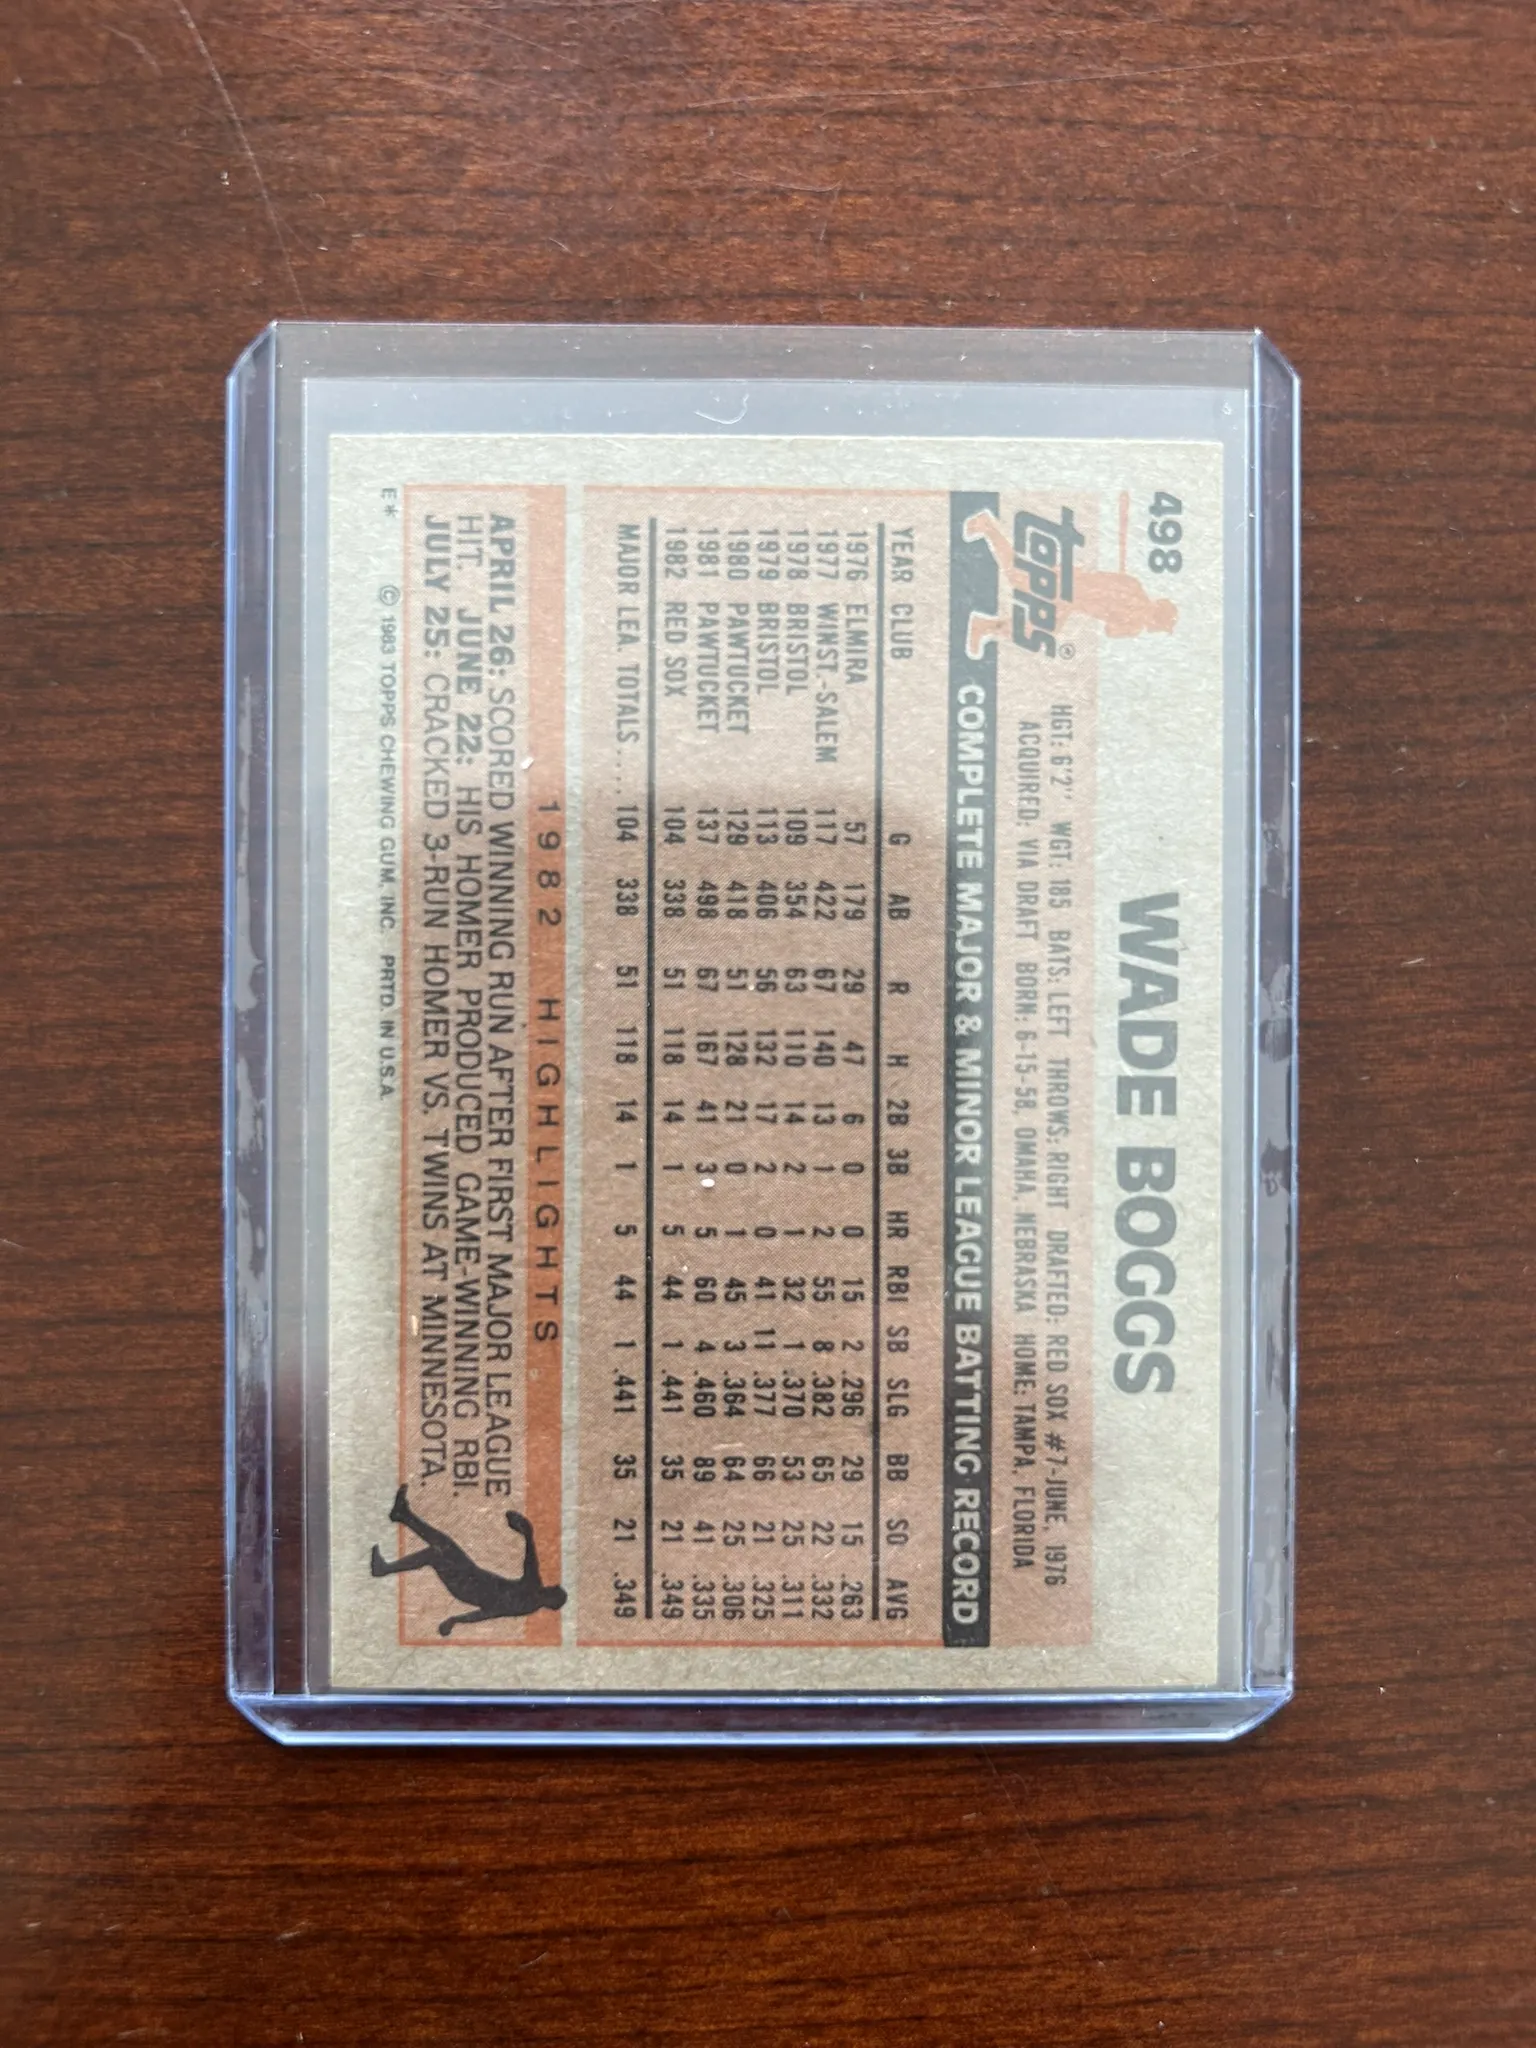 498
WADE BOGGS
TOPPS®
HGT: 6'2" WGT: 185 BATS: LEFT THROWS: RIGHT DRAFTED: RED SOX #7-JUNE, 1976
ACQUIRED: VIA DRAFT BORN: 6-15-58, OMAHA, NEBRASKA HOME: TAMPA, FLORIDA
COMPLETE MAJOR & MINOR LEAGUE BATTING RECORD
YEAR CLUB G AB R H 2B 3B HR RBI SB SLG BB SO AVG
1976 ELMIRA 57 179 29 47 6 0 0 15 2 .296 29 15 .263
1977 WINST.-SALEM 117 422 67 140 13 1 2 55 8 .382 65 22 .332
1978 BRISTOL 109 354 63 110 14 2 1 32 1 .370 53 25 .311
1979 BRISTOL 113 406 56 132 17 2 0 41 11 .377 66 21 .325
1980 PAWTUCKET 129 418 51 128 21 0 1 45 3 .364 64 25 .306
1981 PAWTUCKET 137 498 67 167 41 3 5 60 4 .460 89 41 .335
1982 RED SOX 104 338 51 118 14 1 5 44 1 .441 35 21 .349
MAJOR LEA. TOTALS.... 104 338 51 118 14 1 5 44 1 .441 35 21 .349
1982 HIGHLIGHTS
APRIL 26: SCORED WINNING RUN AFTER FIRST MAJOR LEAGUE
HIT. JUNE 22: HIS HOMER PRODUCED GAME-WINNING RBI.
JULY 25: CRACKED 3-RUN HOMER VS. TWINS AT MINNESOTA.
E* © 1983 TOPPS CHEWING GUM, INC. PRTD. IN U.S.A.